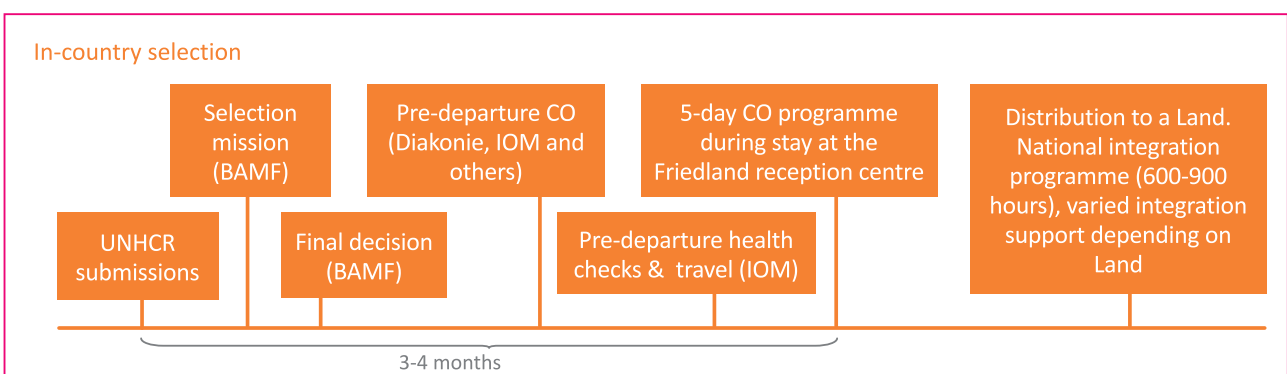 In-country selection
UNHCR
submissions
Selection
mission
(BAMF)
Final decision
(BAMF)
Pre-departure CO
(Diakonie, IOM and
others)
Pre-departure health
checks & travel (IOM)
5-day CO programme
during stay at the
Friedland reception centre
Distribution to a Land.
National integration
programme (600-900
hours), varied integration
support depending on
Land
3-4 months